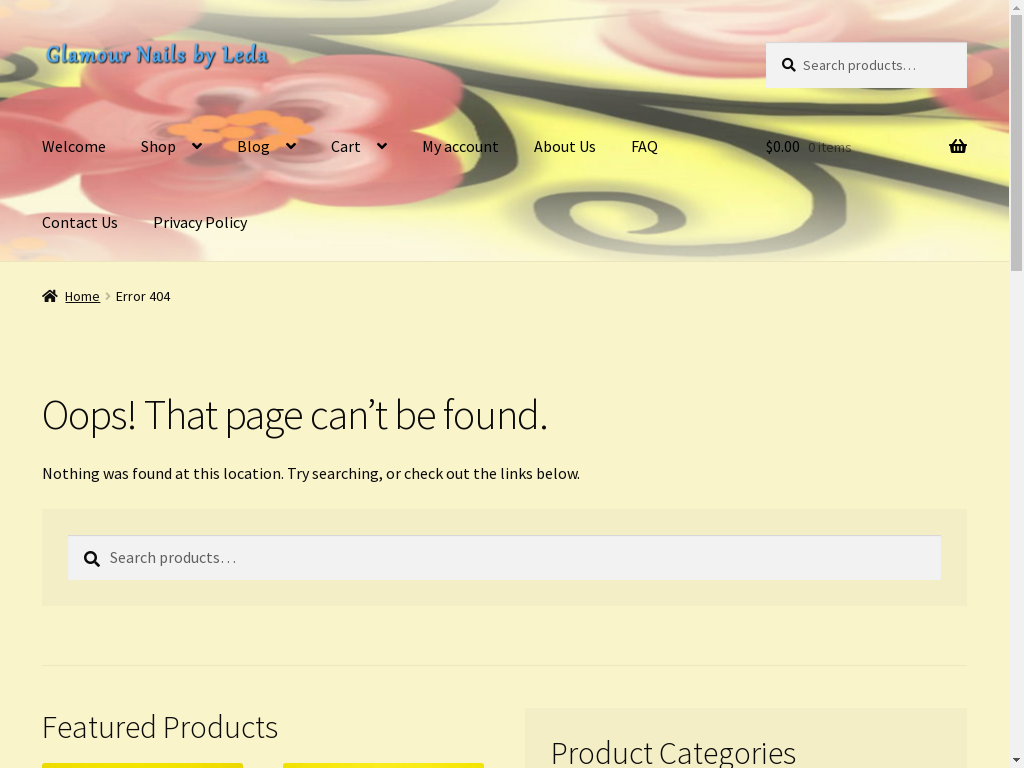 Glamour Nails by Leda
Search products…
Welcome Shop Blog Cart My account About Us FAQ
$0.00 0 items
Contact Us Privacy Policy
Home Error 404
Oops! That page can’t be found.
Nothing was found at this location. Try searching, or check out the links below.
Search products…
Featured Products
Product Categories